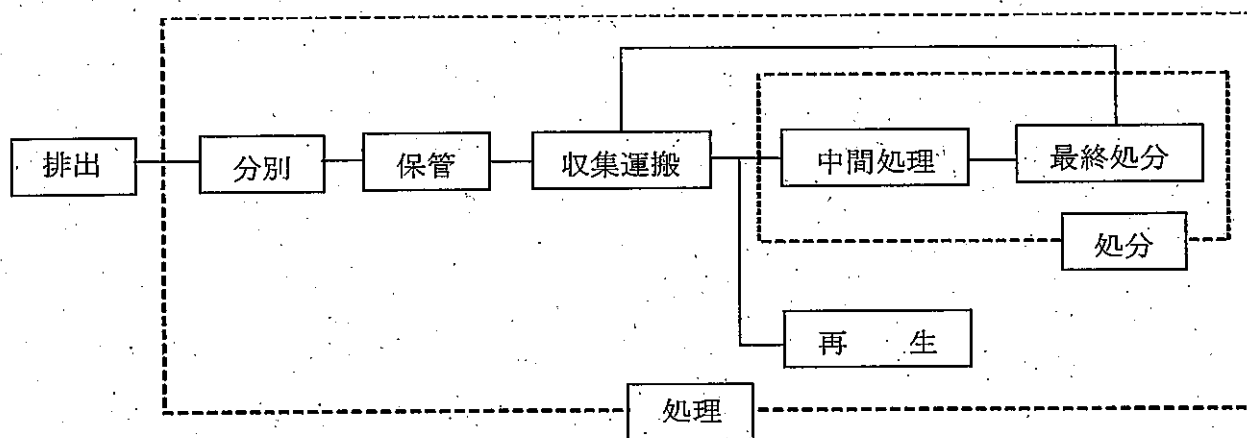 排出
分別
保管
収集運搬
中間処理
最終処分
処分
再　生
処理